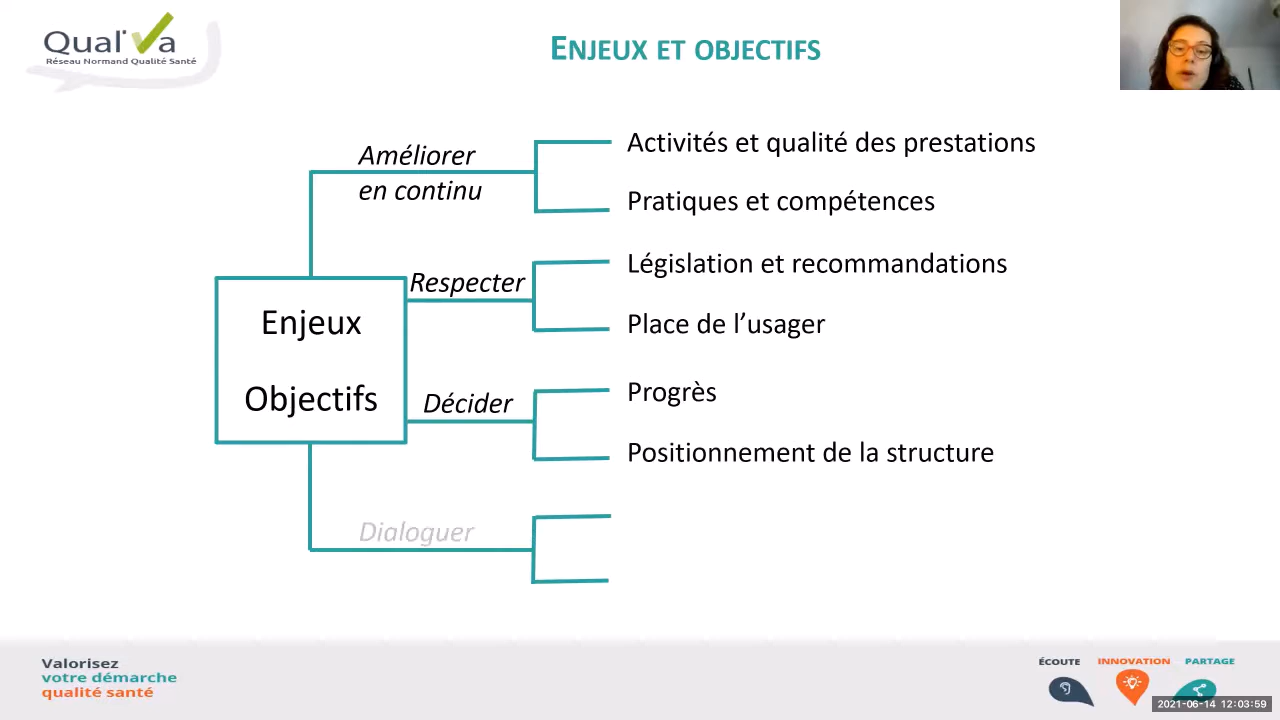 Qual'Va
Réseau Normand Qualité Santé
ENJEUX ET OBJECTIFS
Améliorer
en continu
Activités et qualité des prestations
Pratiques et compétences
Respecter
Législation et recommandations
Place de l’usager
Enjeux
Objectifs
Décider
Progrès
Positionnement de la structure
Dialoguer
Valorisez
votre démarche
qualité santé
ÉCOUTE
INNOVATION
PARTAGE
2021-06-14 12:03:59